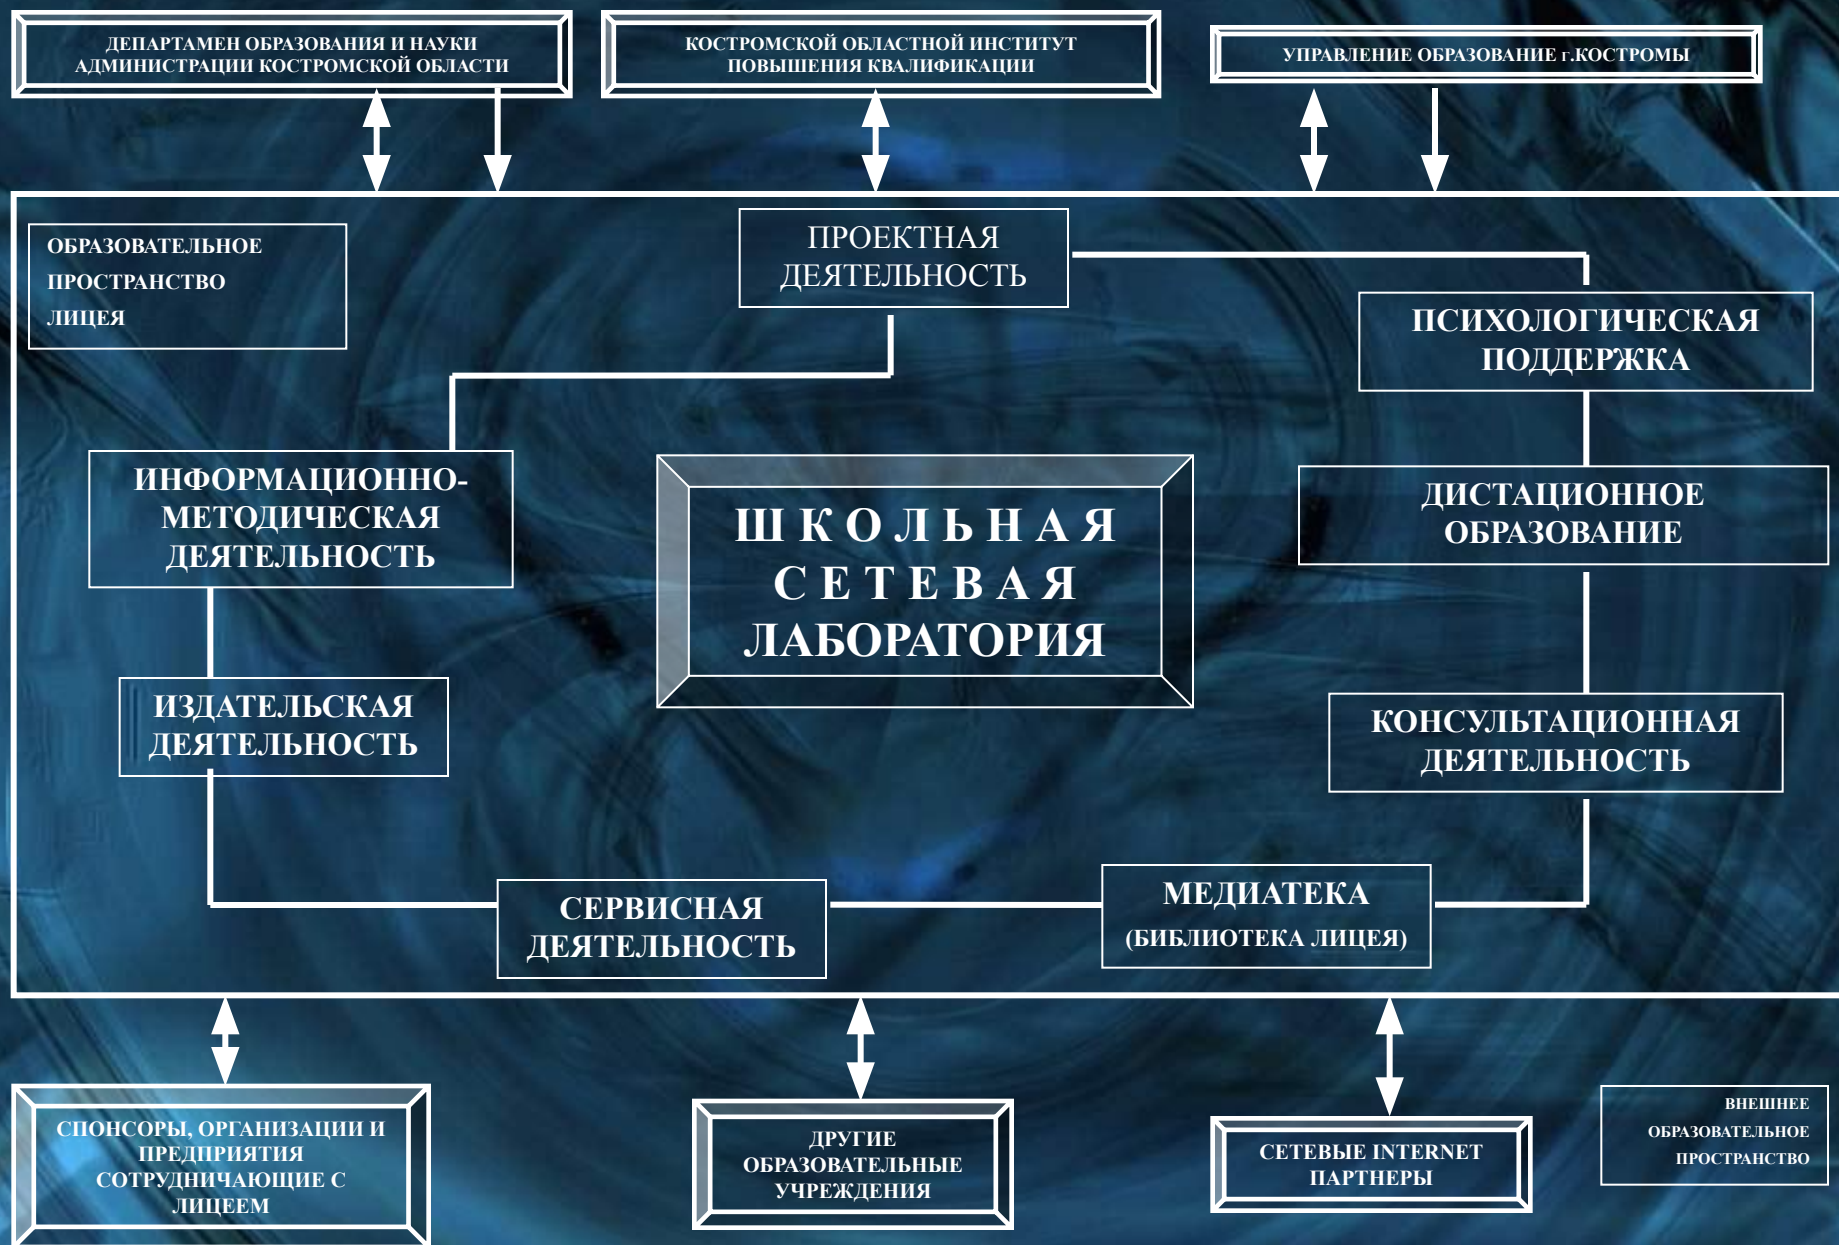 ДЕПАРТАМЕН ОБРАЗОВАНИЯ И НАУКИ
АДМИНИСТРАЦИИ КОСТРОМСКОЙ ОБЛАСТИ
КОСТРОМСКОЙ ОБЛАСТНОЙ ИНСТИТУТ
ПОВЫШЕНИЯ КВАЛИФИКАЦИИ
УПРАВЛЕНИЕ ОБРАЗОВАНИЕ г.КОСТРОМЫ
ОБРАЗОВАТЕЛЬНОЕ
ПРОСТРАНСТВО
ЛИЦЕЯ
ПРОЕКТНАЯ
ДЕЯТЕЛЬНОСТЬ
ПСИХОЛОГИЧЕСКАЯ
ПОДДЕРЖКА
ИНФОРМАЦИОННО-
МЕТОДИЧЕСКАЯ
ДЕЯТЕЛЬНОСТЬ
Ш К О Л Ь Н А Я
С Е Т Е В А Я
ЛАБОРАТОРИЯ
ДИСТАЦИОННОЕ
ОБРАЗОВАНИЕ
ИЗДАТЕЛЬСКАЯ
ДЕЯТЕЛЬНОСТЬ
КОНСУЛЬТАЦИОННАЯ
ДЕЯТЕЛЬНОСТЬ
СЕРВИСНАЯ
ДЕЯТЕЛЬНОСТЬ
МЕДИАТЕКА
(БИБЛИОТЕКА ЛИЦЕЯ)
СПОНСОРЫ, ОРГАНИЗАЦИИ И
ПРЕДПРИЯТИЯ
СОТРУДНИЧАЮЩИЕ С
ЛИЦЕЕМ
ДРУГИЕ
ОБРАЗОВАТЕЛЬНЫЕ
УЧРЕЖДЕНИЯ
СЕТЕВЫЕ INTERNET
ПАРТНЕРЫ
ВНЕШНЕЕ
ОБРАЗОВАТЕЛЬНОЕ
ПРОСТРАНСТВО